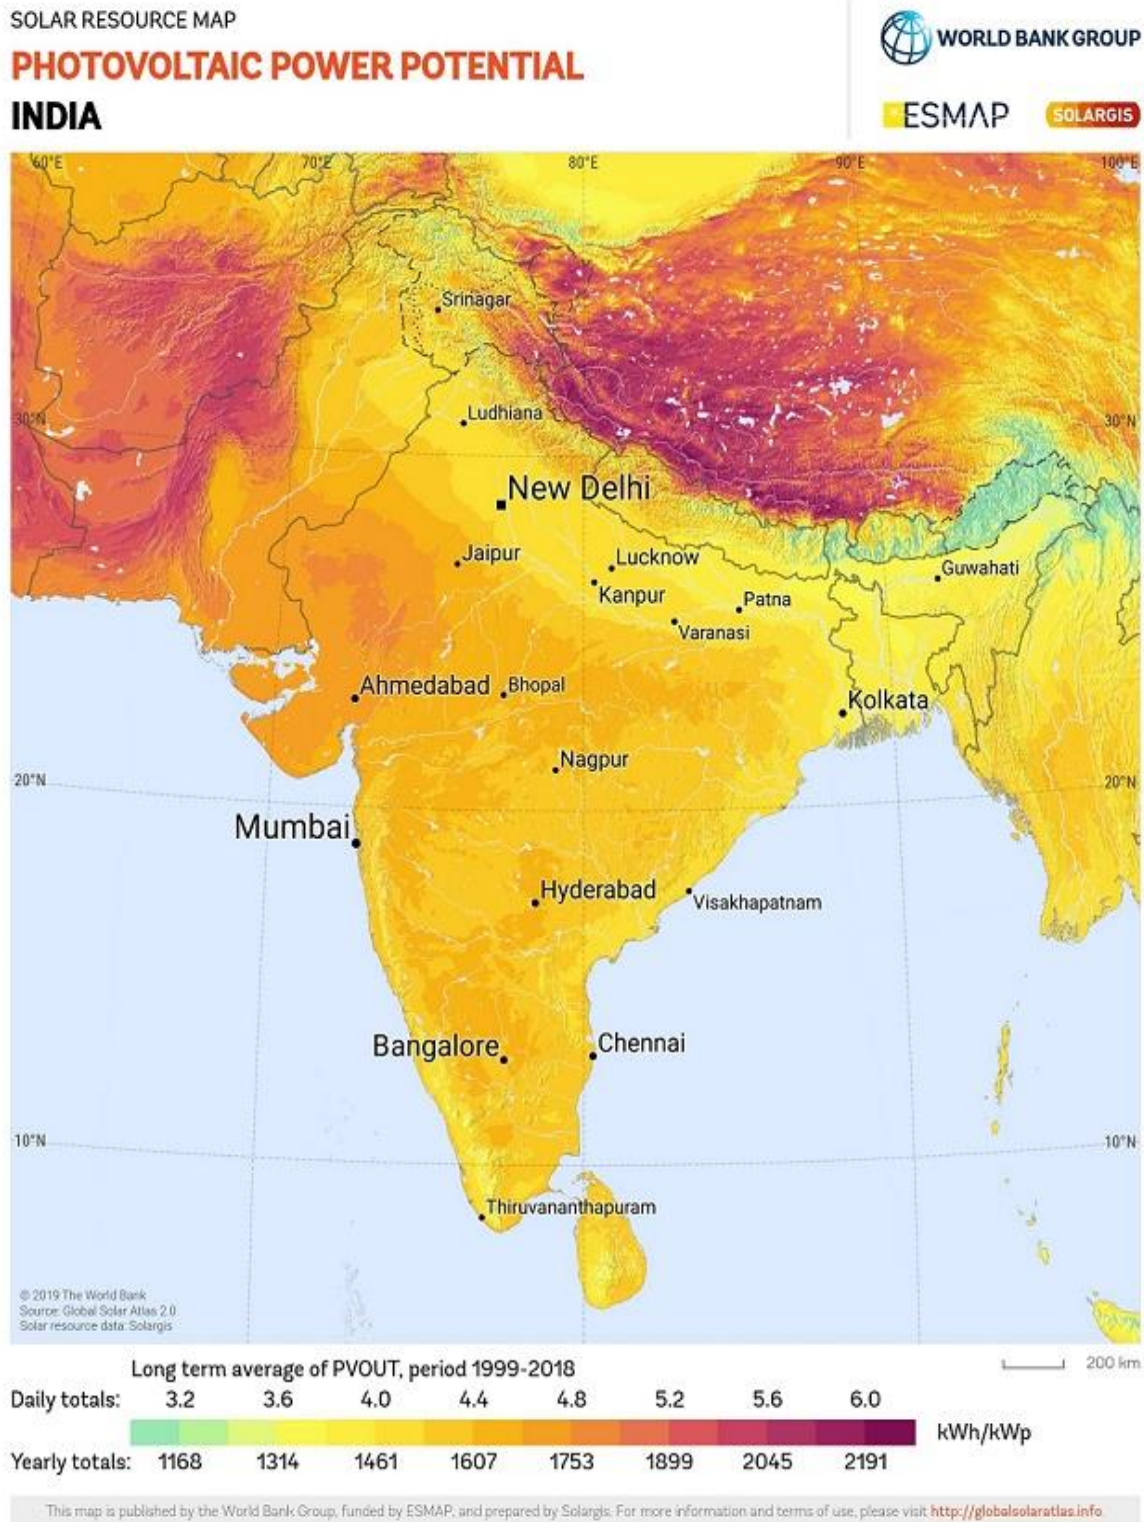 SOLAR RESOURCE MAP
PHOTOVOLTAIC POWER POTENTIAL
INDIA
WORLD BANK GROUP
ESMAP
SOLARGIS
60°E
70°E
80°E
90°E
100°E
Srinagar
Ludhiana
30°N
30°N
New Delhi
Jaipur
Lucknow
Guwahati
Kanpur
Patna
Varanasi
Ahmedabad
Bhopal
Kolkata
Nagpur
20°N
20°N
Mumbai
Hyderabad
Visakhapatnam
Bangalore
Chennai
10°N
10°N
Thiruvananthapuram
© 2019 The World Bank
Source: Global Solar Atlas 2.0
Solar resource data: Solargis
Long term average of PVOUT, period 1999-2018
200 km
Daily totals: 3.2 3.6 4.0 4.4 4.8 5.2 5.6 6.0
kWh/kWp
Yearly totals: 1168 1314 1461 1607 1753 1899 2045 2191
This map is published by the World Bank Group, funded by ESMAP, and prepared by Solargis. For more information and terms of use, please visit http://globalsolaratlas.info.